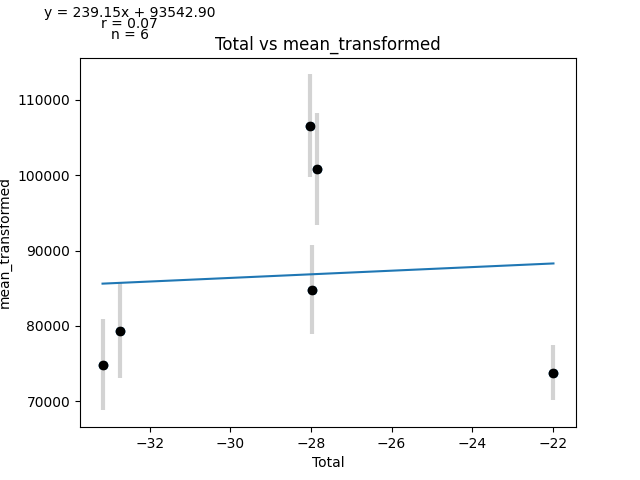 y = 239.15x + 93542.90
r = 0.07
n = 6
Total vs mean_transformed
110000
100000
90000
80000
70000
mean_transformed
−32
−30
−28
−26
−24
−22
Total